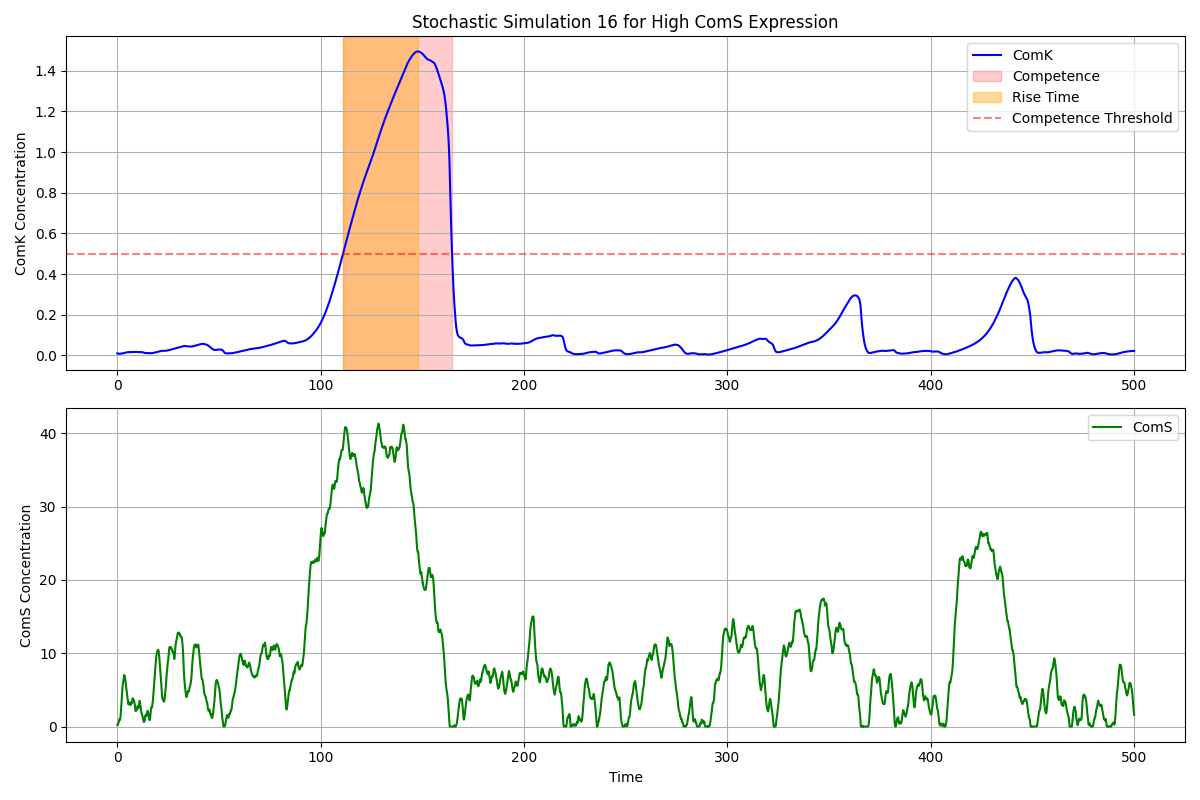 Stochastic Simulation 16 for High ComS Expression
ComK Concentration
1.4
1.2
1.0
0.8
0.6
0.4
0.2
0.0
ComK
Competence
Rise Time
Competence Threshold
0 100 200 300 400 500
ComS Concentration
40
30
20
10
0
ComS
0 100 200 300 400 500
Time